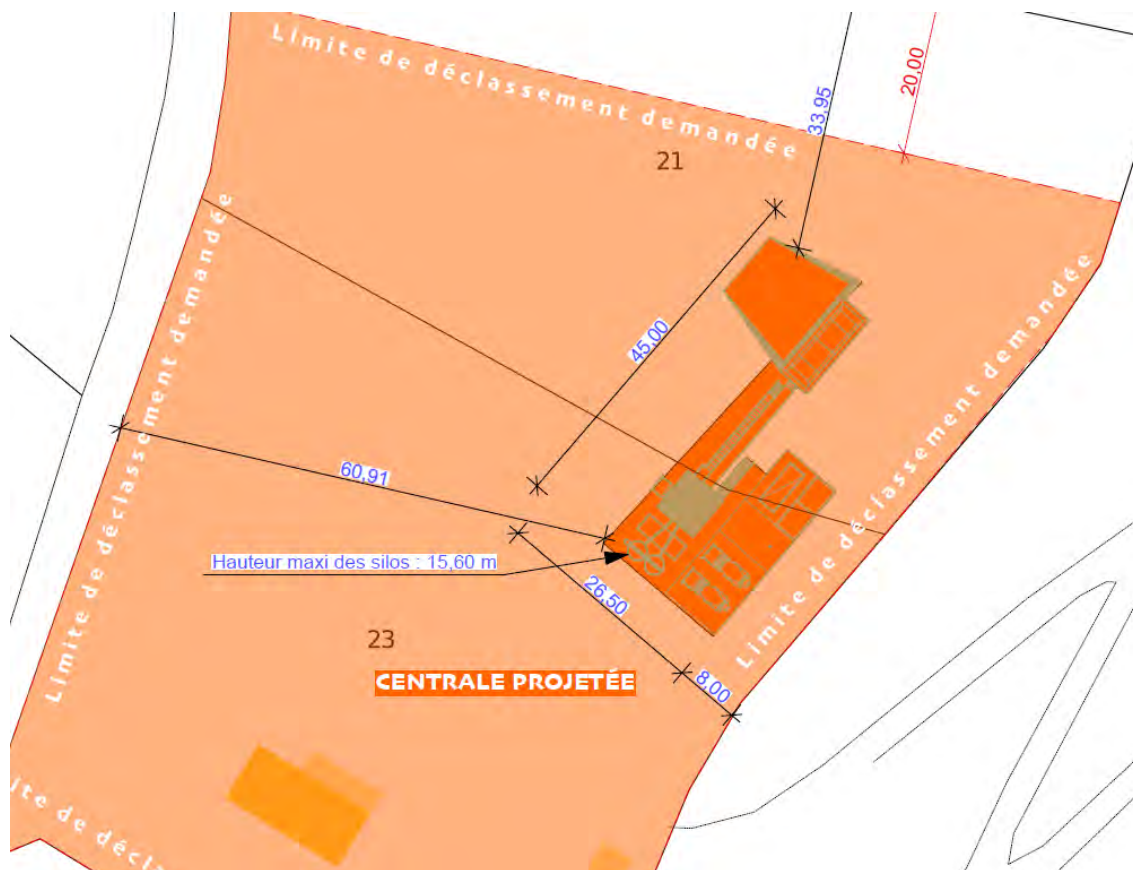 Limite de déclassement demandée
20,00
33,95
21
Limite de déclassement demandée
45,00
Limite de déclassement demandée
60,91
Hauteur maxi des silos : 15,60 m
26,50
23
CENTRALE PROJETÉE
8,00
ite de décla